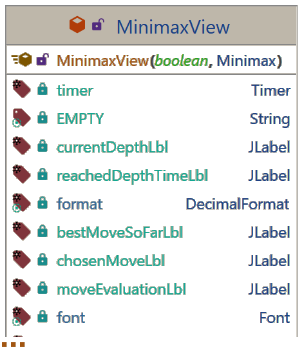 MinimaxView
MinimaxView(boolean, Minimax)
timer Timer
EMPTY String
currentDepthLbl JLabel
reachedDepthTimeLbl JLabel
format DecimalFormat
bestMoveSoFarLbl JLabel
chosenMoveLbl JLabel
moveEvaluationLbl JLabel
font Font